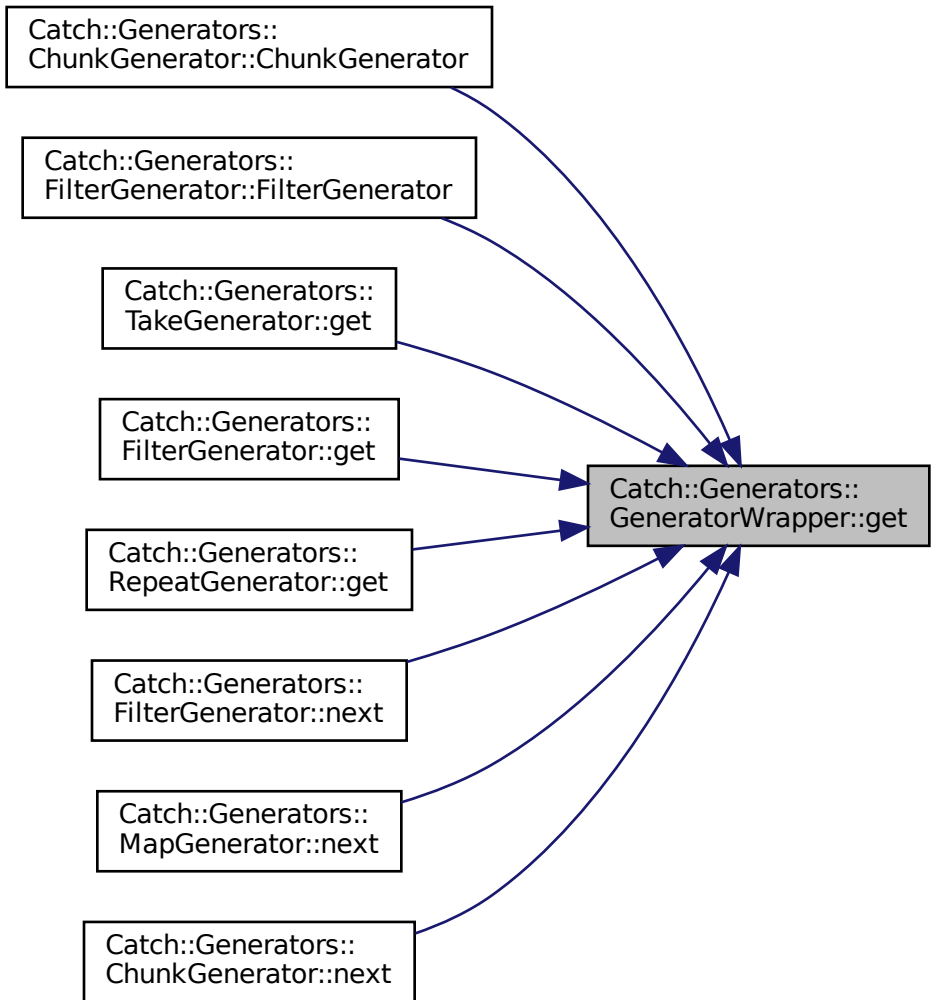 Catch::Generators::
ChunkGenerator::ChunkGenerator
Catch::Generators::
FilterGenerator::FilterGenerator
Catch::Generators::
TakeGenerator::get
Catch::Generators::
FilterGenerator::get
Catch::Generators::
GeneratorWrapper::get
Catch::Generators::
RepeatGenerator::get
Catch::Generators::
FilterGenerator::next
Catch::Generators::
MapGenerator::next
Catch::Generators::
ChunkGenerator::next